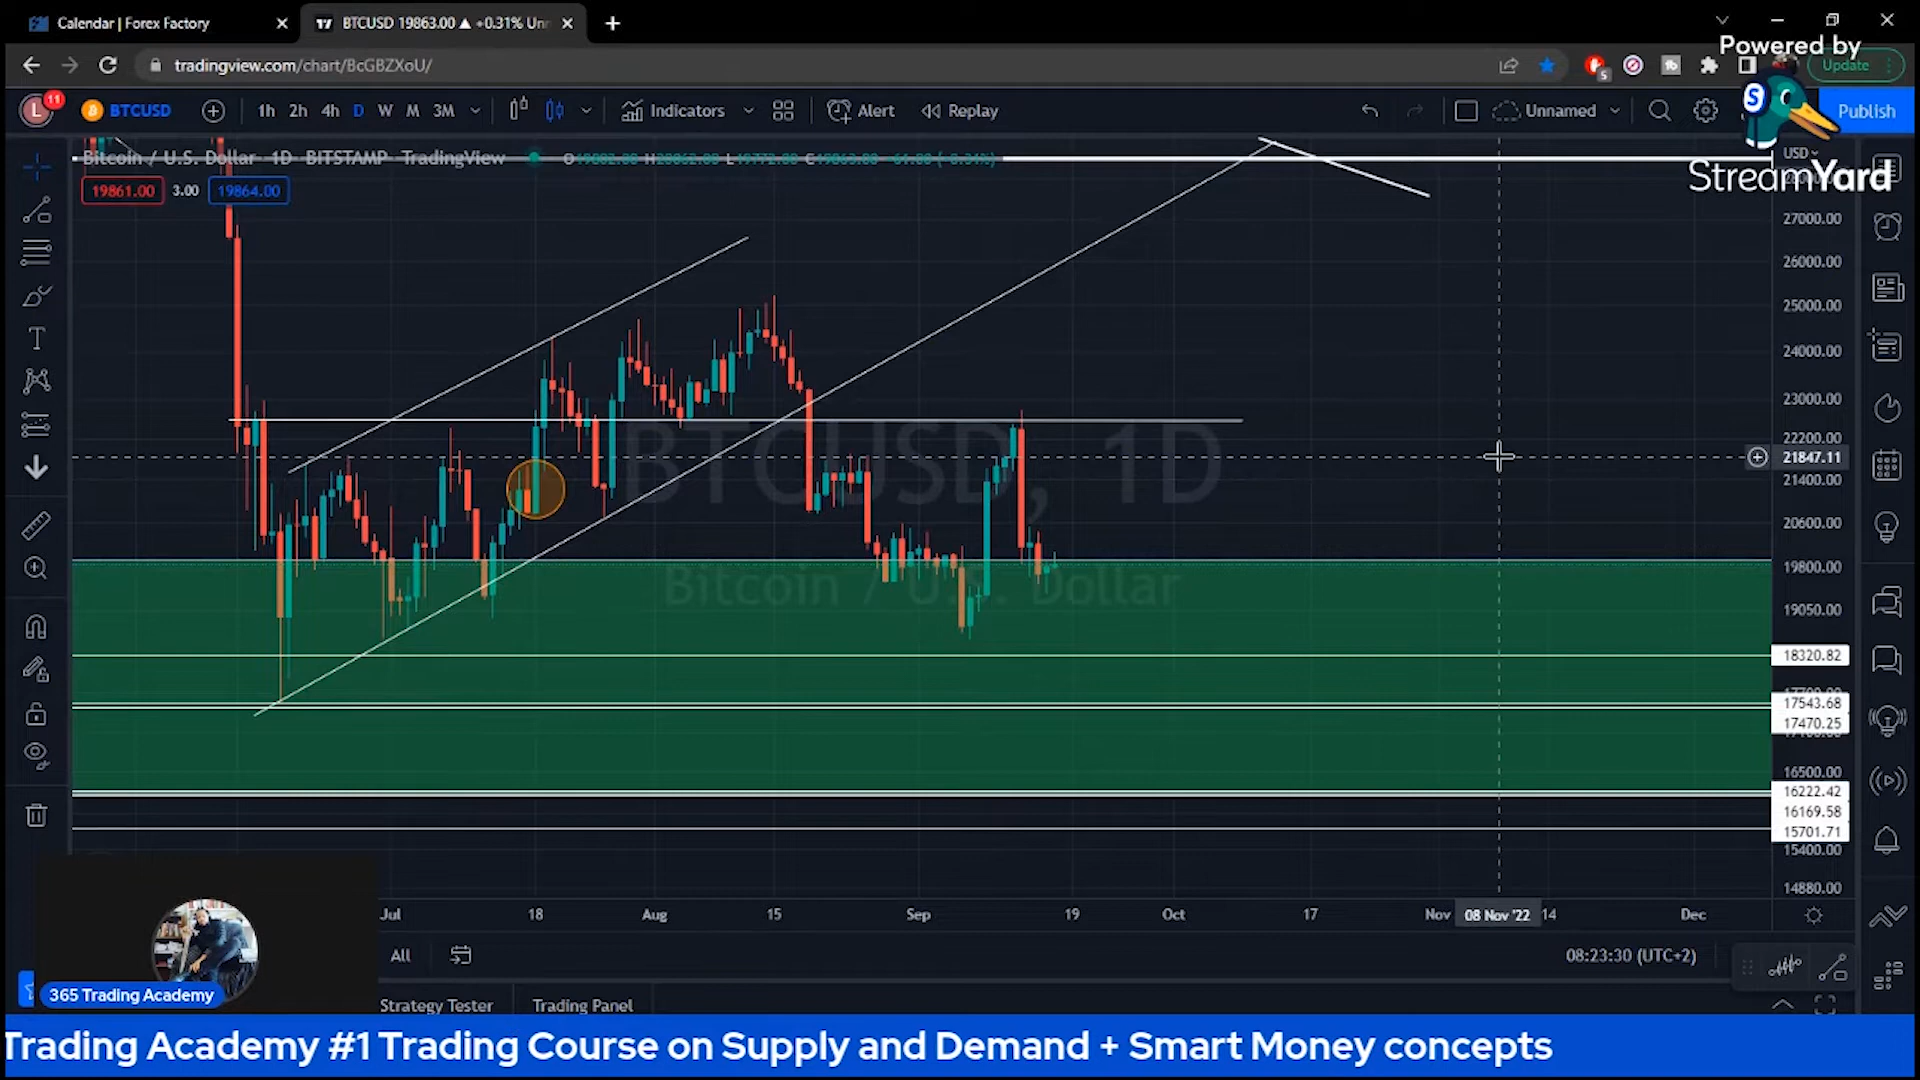 Calendar | Forex Factory
BTCUSD 19863.00 ▲ +0.31% Unn
Powered by
tradingview.com/chart/BcGBZXoU/
5
Update
L 11 BTCUSD 1h 2h 4h D W M 3M Indicators Alert Replay Unnamed Publish
StreamYard
Bitcoin / U.S. Dollar 1D BITSTAMP TradingView
USD
19861.00 3.00 19864.00
27000.00
26000.00
25000.00
24000.00
23000.00
22200.00
21847.11
21400.00
20600.00
19800.00
19050.00
18320.82
17543.68
17470.25
16500.00
16222.42
16169.58
15701.71
15400.00
14880.00
BTCUSD, 1D
Bitcoin / U.S. Dollar
Jul 18 Aug 15 Sep 19 Oct 17 Nov 08 Nov '22 14 Dec
All
08:23:30 (UTC+2)
365 Trading Academy
Strategy Tester Trading Panel
Trading Academy #1 Trading Course on Supply and Demand + Smart Money concepts